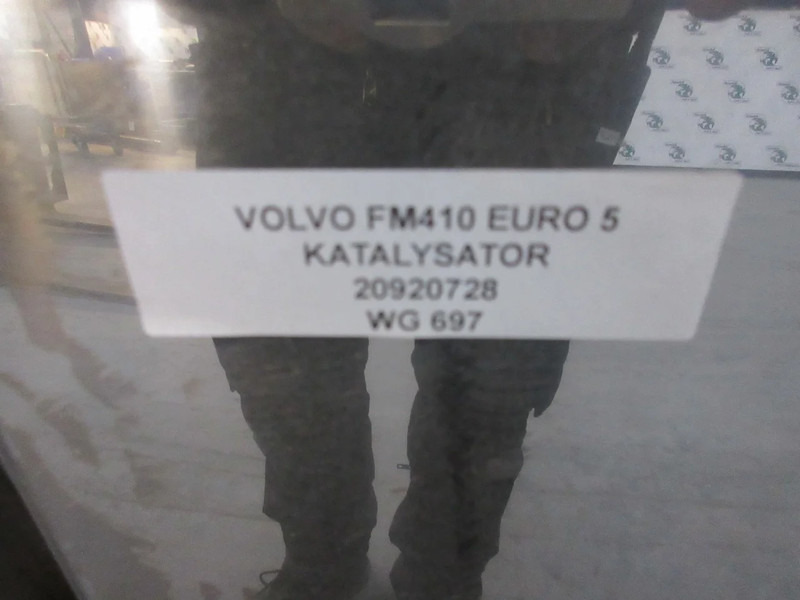 VOLVO FM410 EURO 5
KATALYSATOR
20920728
WG 697